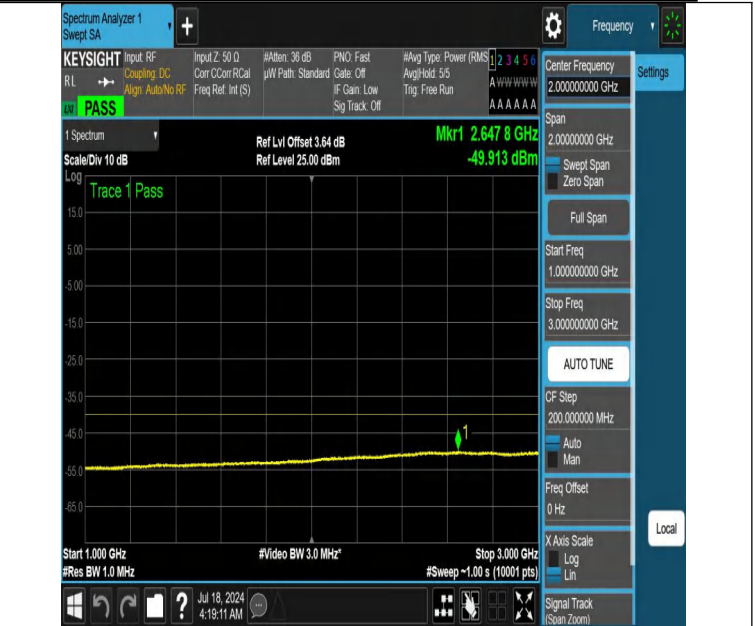 Spectrum Analyzer 1
Swept SA
+
Frequency
KEYSIGHT
RL
PASS
Input: RF
Coupling: DC
Align: Auto/No RF
Input Z: 50 Ω
Corr CCorr RCal
Freq Ref: Int (S)
#Atten: 36 dB
µW Path: Standard
PNO: Fast
Gate: Off
IF Gain: Low
Sig Track: Off
#Avg Type: Power (RMS
Avg|Hold: 5/5
Trig: Free Run
1 2 3 4 5 6
A W W W W W
A A A A A A
1 Spectrum
Scale/Div 10 dB
Ref Lvl Offset 3.64 dB
Ref Level 25.00 dBm
Mkr1 2.647 8 GHz
-49.913 dBm
Log
Trace 1 Pass
15.0
5.00
-5.00
-15.0
-25.0
-35.0
-45.0
-55.0
-65.0
1
Start 1.000 GHz
#Res BW 1.0 MHz
#Video BW 3.0 MHz*
Stop 3.000 GHz
#Sweep ~1.00 s (10001 pts)
?
Jul 18, 2024
4:19:11 AM
Center Frequency
2.000000000 GHz
Span
2.00000000 GHz
Swept Span
Zero Span
Full Span
Start Freq
1.000000000 GHz
Stop Freq
3.000000000 GHz
AUTO TUNE
CF Step
200.000000 MHz
Auto
Man
Freq Offset
0 Hz
X Axis Scale
Log
Lin
Signal Track
(Span Zoom)
Settings
Local